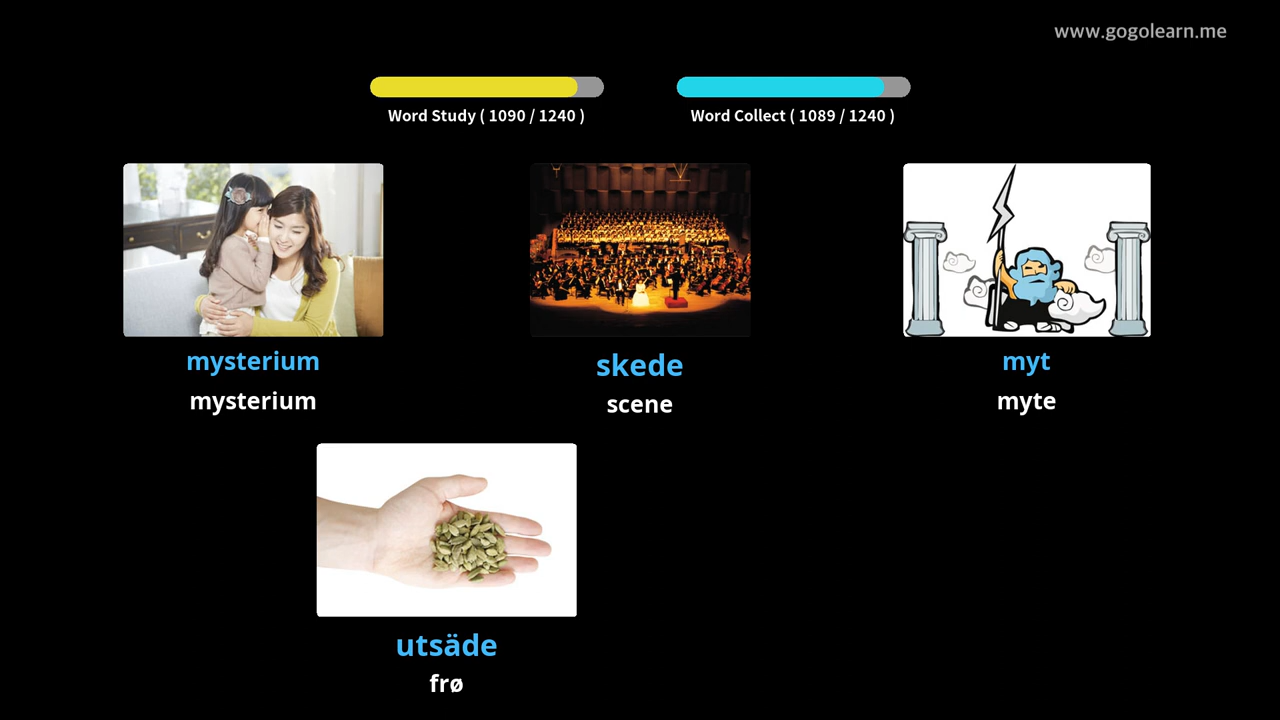 www.gogolearn.me
Word Study ( 1090 / 1240 )
Word Collect ( 1089 / 1240 )
mysterium
mysterium
skede
scene
myt
myte
utsäde
frø